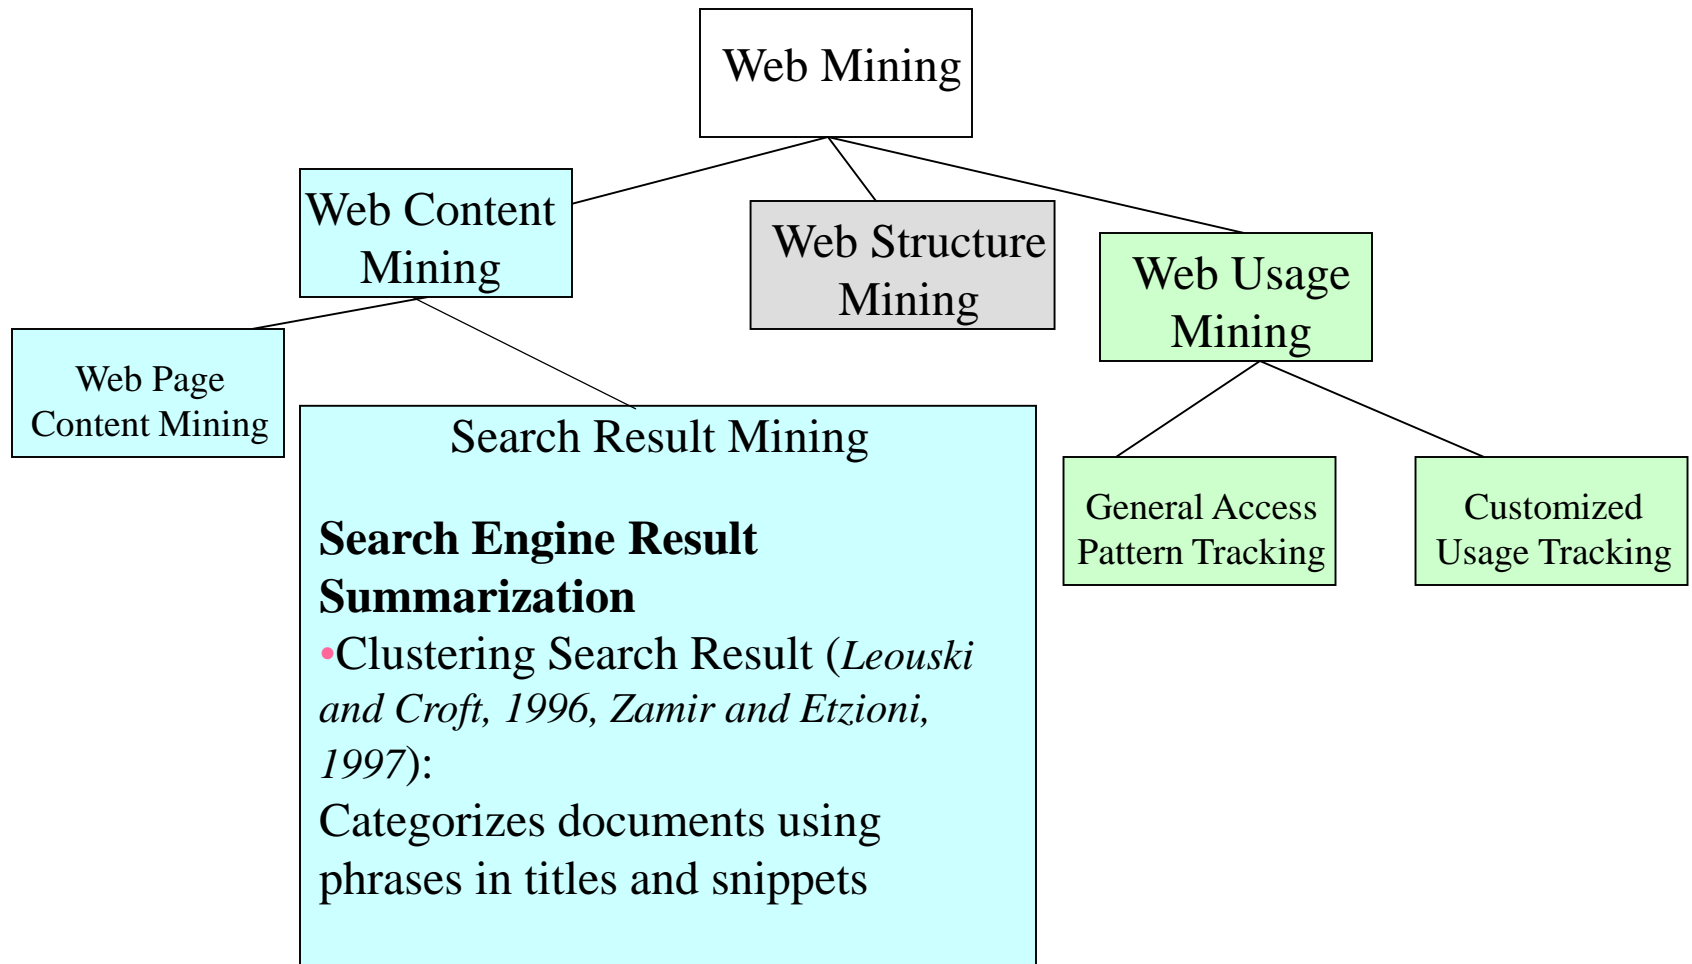 Web Mining
Web Content
Mining
Web Structure
Mining
Web Usage
Mining
Web Page
Content Mining
Search Result Mining
Search Engine Result
Summarization
•Clustering Search Result (Leouski
and Croft, 1996, Zamir and Etzioni,
1997):
Categorizes documents using
phrases in titles and snippets
General Access
Pattern Tracking
Customized
Usage Tracking